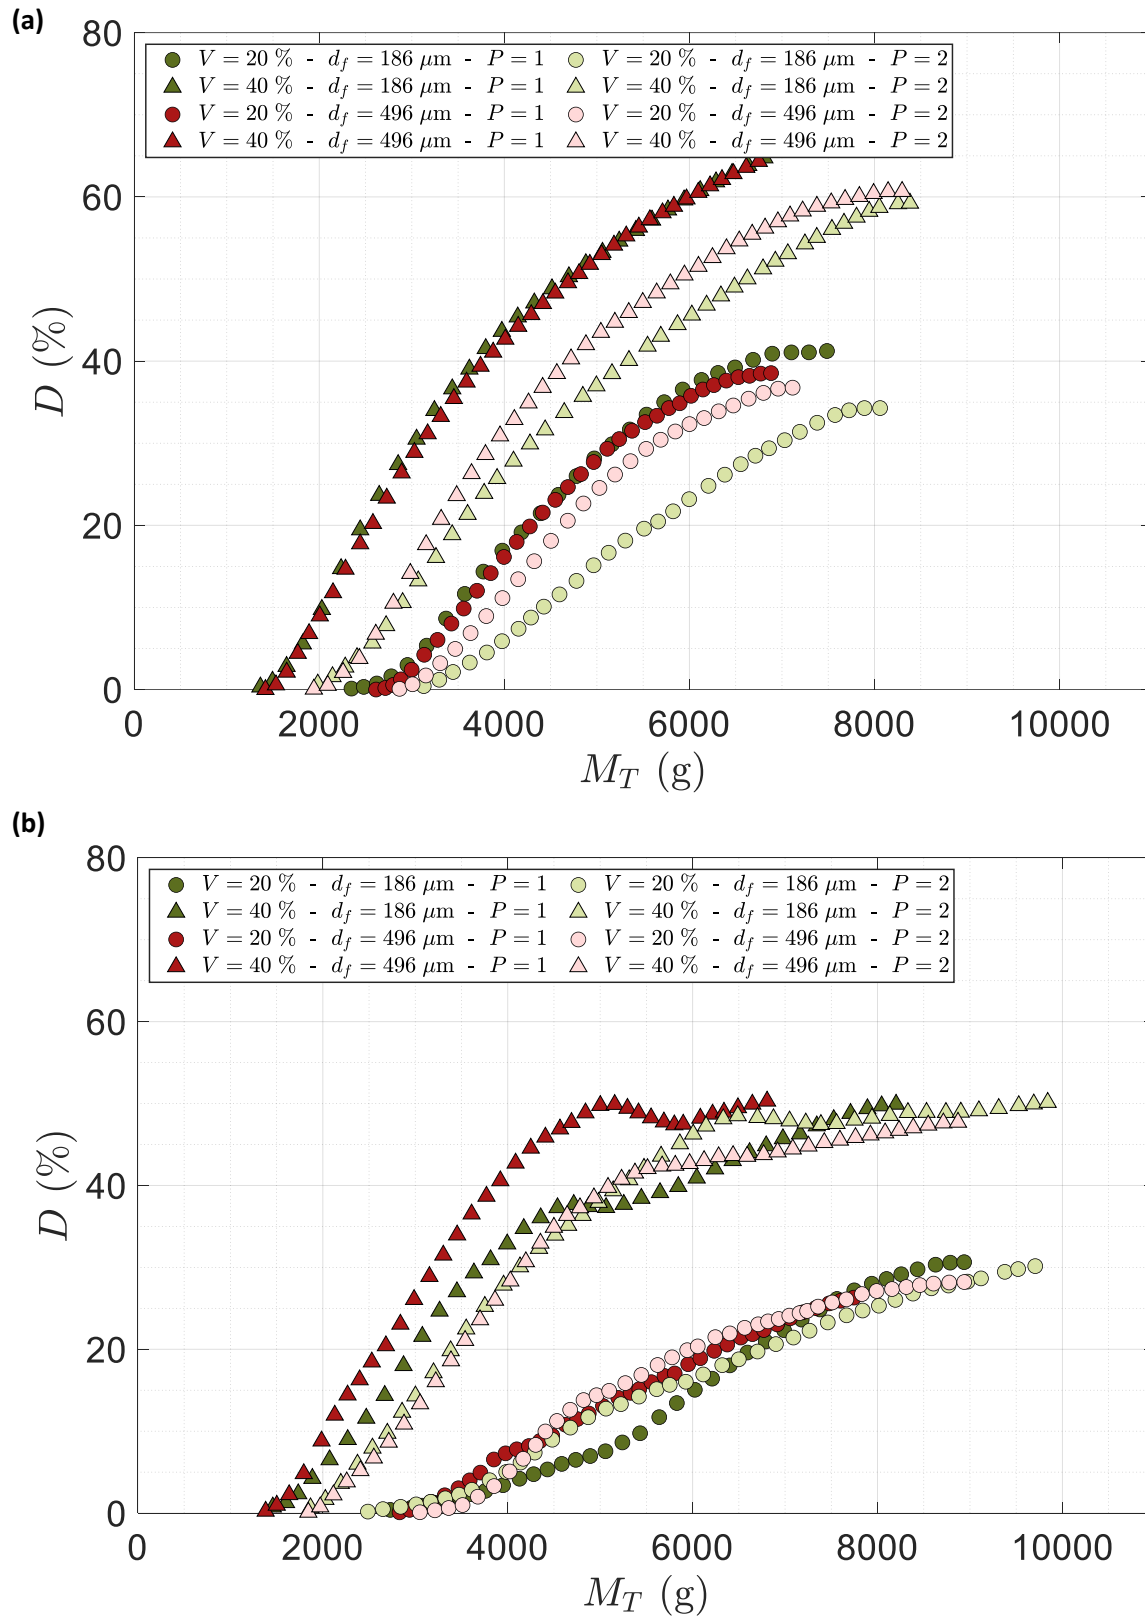 (a)
80
V = 20 % - d_f = 186 μm - P = 1
V = 20 % - d_f = 186 μm - P = 2
V = 40 % - d_f = 186 μm - P = 1
V = 40 % - d_f = 186 μm - P = 2
V = 20 % - d_f = 496 μm - P = 1
V = 20 % - d_f = 496 μm - P = 2
V = 40 % - d_f = 496 μm - P = 1
V = 40 % - d_f = 496 μm - P = 2
60
D (%)
40
20
0
0 2000 4000 6000 8000 10000
M_T (g)
(b)
80
V = 20 % - d_f = 186 μm - P = 1
V = 20 % - d_f = 186 μm - P = 2
V = 40 % - d_f = 186 μm - P = 1
V = 40 % - d_f = 186 μm - P = 2
V = 20 % - d_f = 496 μm - P = 1
V = 20 % - d_f = 496 μm - P = 2
V = 40 % - d_f = 496 μm - P = 1
V = 40 % - d_f = 496 μm - P = 2
60
D (%)
40
20
0
0 2000 4000 6000 8000 10000
M_T (g)